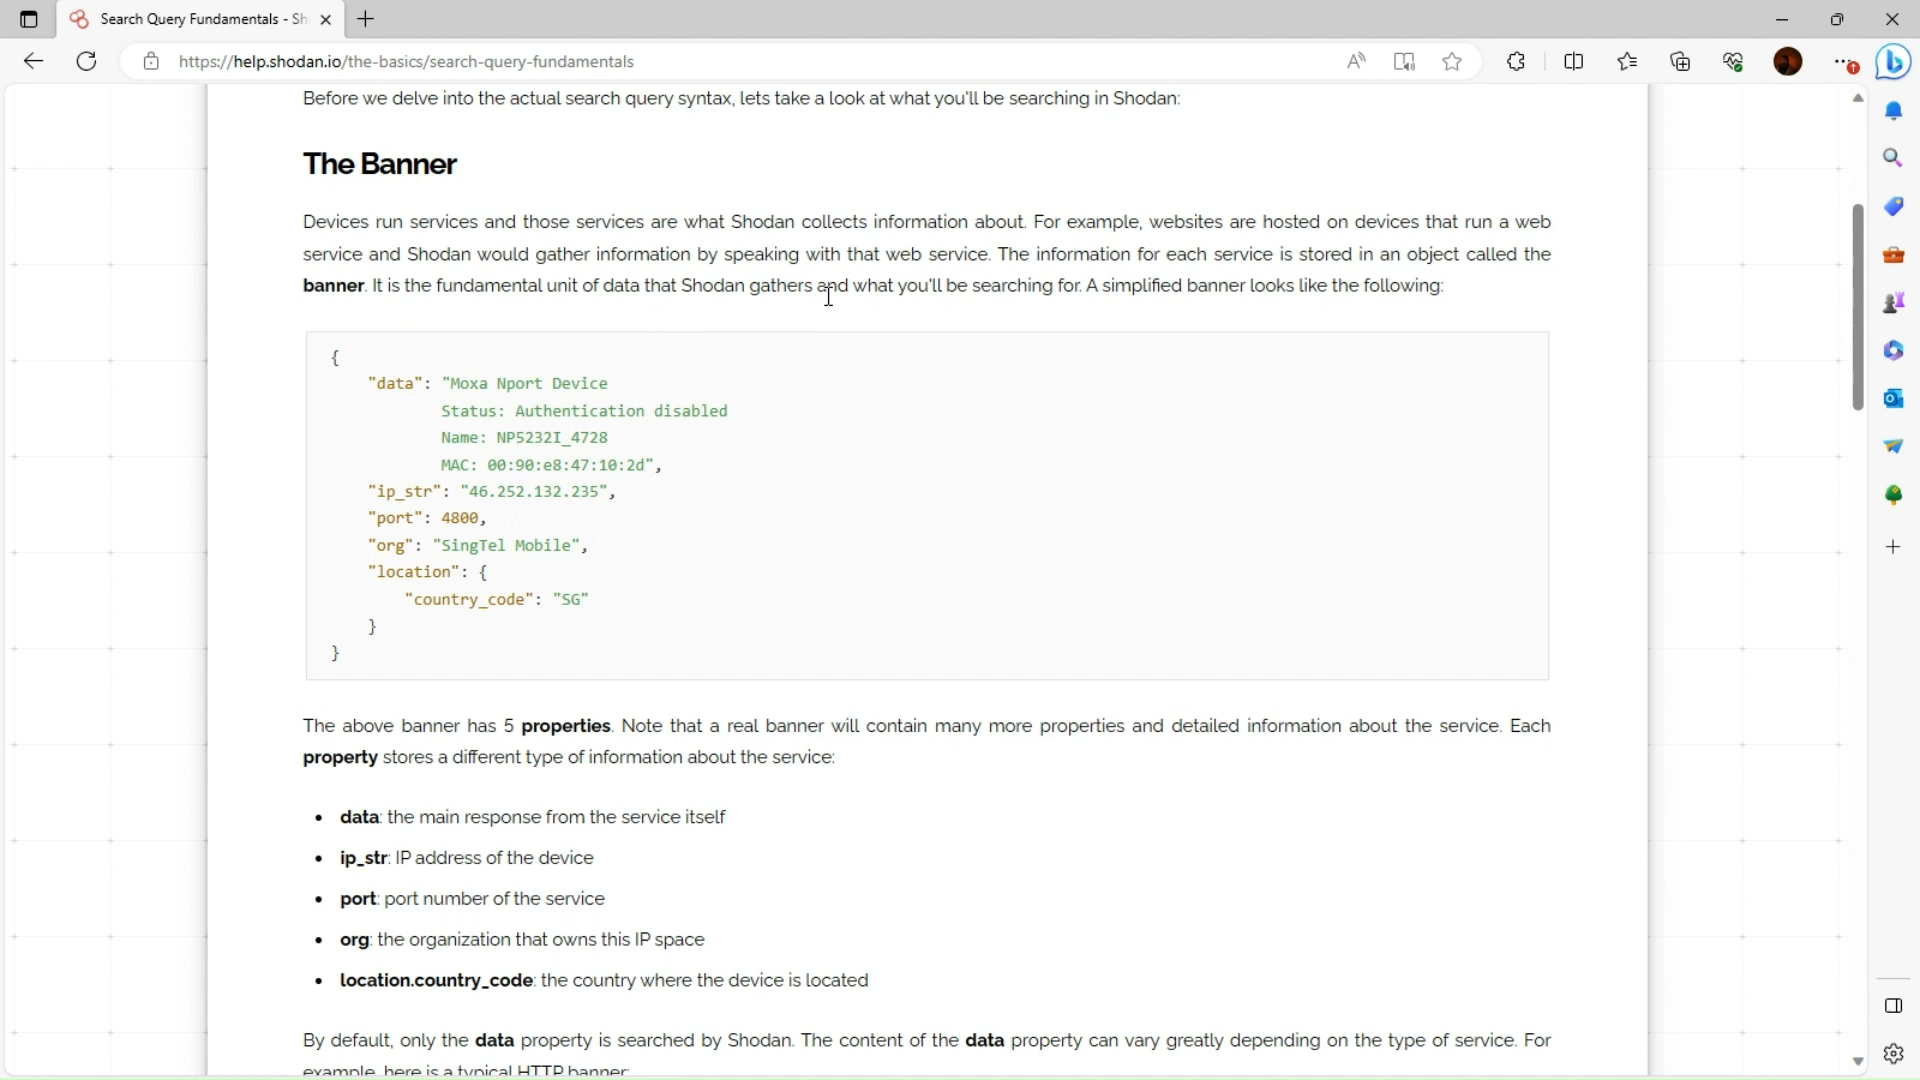 Search Query Fundamentals - Sh
https://help.shodan.io/the-basics/search-query-fundamentals
Before we delve into the actual search query syntax, lets take a look at what you'll be searching in Shodan:
The Banner
Devices run services and those services are what Shodan collects information about. For example, websites are hosted on devices that run a web
service and Shodan would gather information by speaking with that web service. The information for each service is stored in an object called the
banner. It is the fundamental unit of data that Shodan gathers and what you'll be searching for. A simplified banner looks like the following:
{
"data": "Moxa Nport Device
Status: Authentication disabled
Name: NP5232I_4728
MAC: 00:90:e8:47:10:2d",
"ip_str": "46.252.132.235",
"port": 4800,
"org": "SingTel Mobile",
"location": {
"country_code": "SG"
}
}
The above banner has 5 properties. Note that a real banner will contain many more properties and detailed information about the service. Each
property stores a different type of information about the service:
• data: the main response from the service itself
• ip_str: IP address of the device
• port: port number of the service
• org: the organization that owns this IP space
• location.country_code: the country where the device is located
By default, only the data property is searched by Shodan. The content of the data property can vary greatly depending on the type of service. For
example, here is a typical HTTP banner: